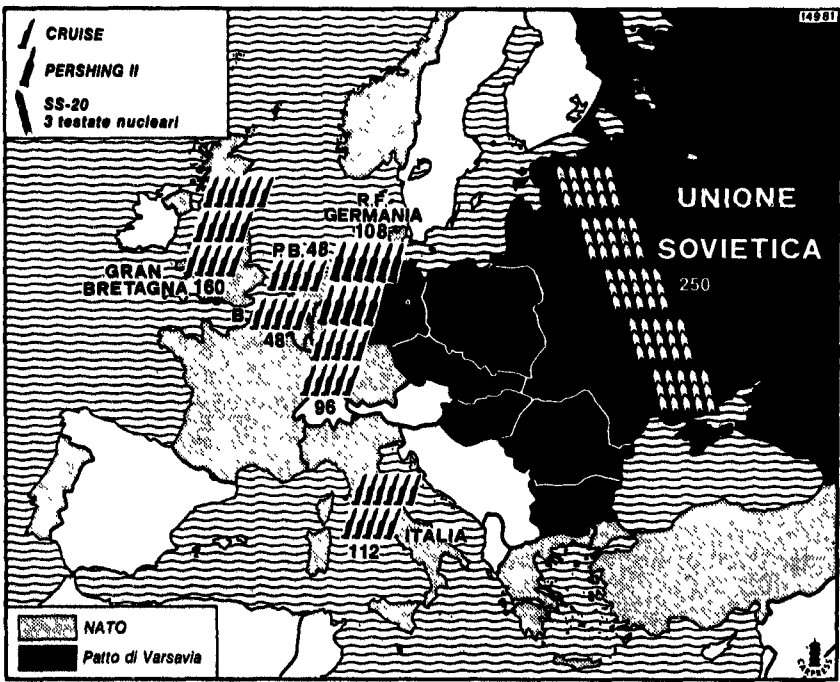 14981
CRUISE
PERSHING II
SS-20
3 testate nucleari
UNIONE
SOVIETICA
250
R.F.
GERMANIA
108
P.B. 48
GRAN
BRETAGNA 160
B.
48
96
ITALIA
112
NATO
Patto di Varsavia
CARPRESS